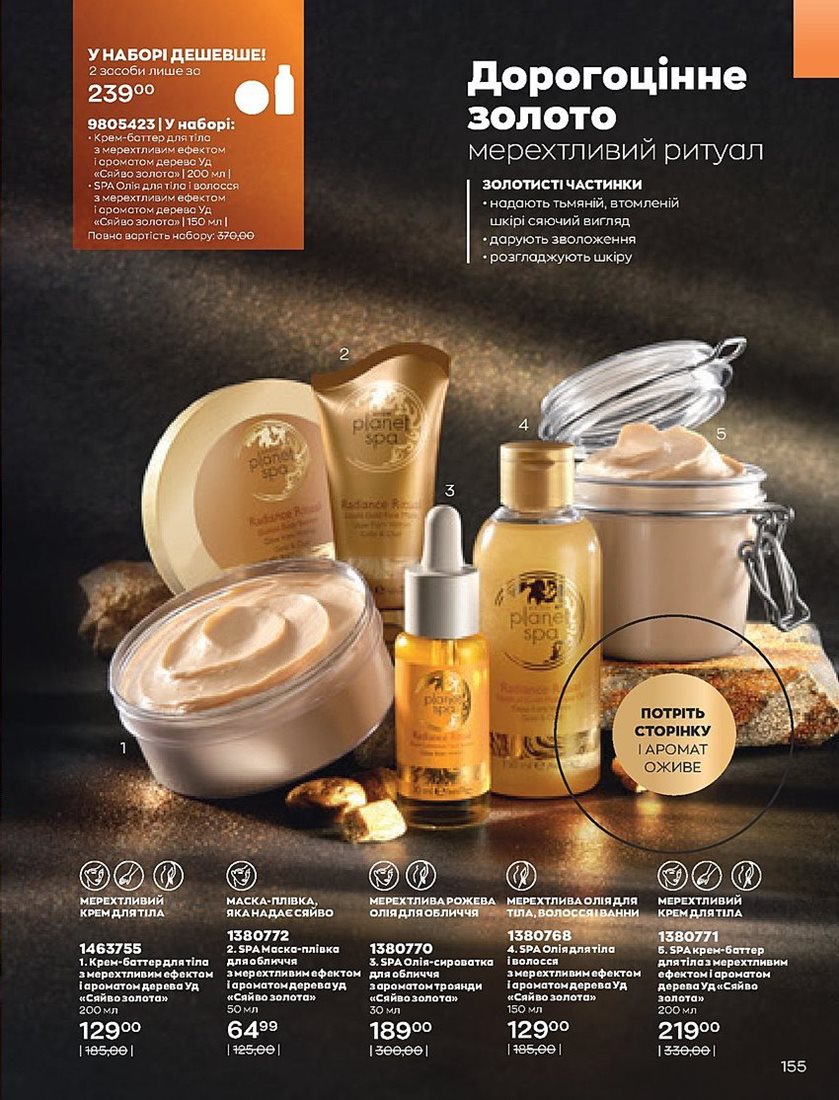 У НАБОРІ ДЕШЕВШЕ!
2 засоби лише за
239⁰⁰
9805423 | У наборі:
• Крем-баттер для тіла
з мерехтливим ефектом
і ароматом дерева Уд
«Сяйво золота» | 200 мл |
• SPA Олія для тіла і волосся
з мерехтливим ефектом
і ароматом дерева Уд
«Сяйво золота» | 150 мл |
Повна вартість набору: 370,00
Дорогоцінне
золото
мерехтливий ритуал
ЗОЛОТИСТІ ЧАСТИНКИ
• надають тьмяній, втомленій
шкірі сяючий вигляд
• дарують зволоження
• розгладжують шкіру
2
planet
spa
Radiance Ritual
planet
spa
Radiance Ritual
3
4
5
planet
spa
Radiance Ritual
planet
spa
Radiance Ritual
1
ПОТРІТЬ
СТОРІНКУ
І АРОМАТ
ОЖИВЕ
МЕРЕХТЛИВИЙ
КРЕМ ДЛЯ ТІЛА
1463755
1. Крем-баттер для тіла
з мерехтливим ефектом
і ароматом дерева Уд
«Сяйво золота»
200 мл
129⁰⁰
| 185,00 |
МАСКА-ПЛІВКА,
ЯКА НАДАЄ СЯЙВО
1380772
2. SPA Маска-плівка
для обличчя
з мерехтливим ефектом
і ароматом дерева уд
«Сяйво золота»
50 мл
64⁹⁹
| 125,00 |
МЕРЕХТЛИВА РОЖЕВА
ОЛІЯ ДЛЯ ОБЛИЧЧЯ
1380770
3. SPA Олія-сироватка
для обличчя
з ароматом троянди
«Сяйво золота»
30 мл
189⁰⁰
| 300,00 |
МЕРЕХТЛИВА ОЛІЯ ДЛЯ
ТІЛА, ВОЛОССЯ І ВАННИ
1380768
4. SPA Олія для тіла
і волосся
з мерехтливим ефектом
і ароматом дерева Уд
«Сяйво золота»
150 мл
129⁰⁰
| 185,00 |
МЕРЕХТЛИВИЙ
КРЕМ ДЛЯ ТІЛА
1380771
5. SPA крем-баттер
для тіла з мерехтливим
ефектом і ароматом
дерева Уд «Сяйво
золота»
200 мл
219⁰⁰
| 330,00 |
155